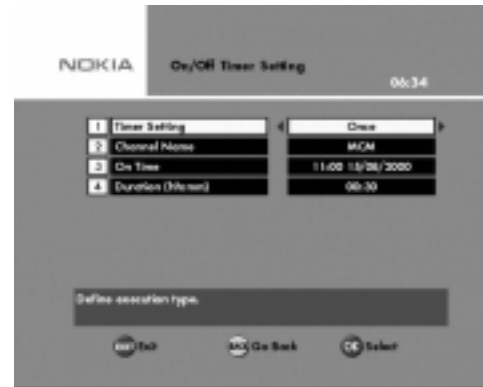 NOKIA
On/Off Timer Setting
06:34
1 Timer Setting Once
2 Channel Name MCM
3 On Time 11:00 15/08/2000
4 Duration (hh:mm) 00:30
Define execution type.
Exit Go Back OK Select